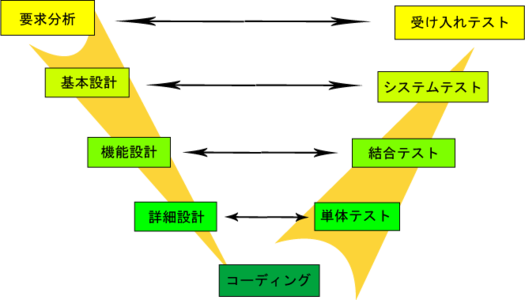 要求分析
受け入れテスト
基本設計
システムテスト
機能設計
結合テスト
詳細設計
単体テスト
コーディング